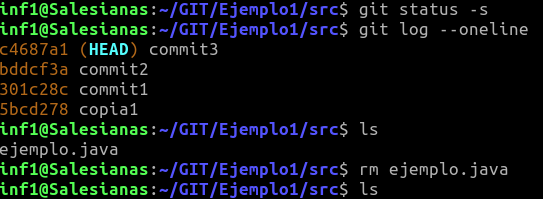 inf1@Salesianas:~/GIT/Ejemplo1/src$ git status -s
inf1@Salesianas:~/GIT/Ejemplo1/src$ git log --oneline
c4687a1 (HEAD) commit3
bddcf3a commit2
301c28c commit1
5bcd278 copia1
inf1@Salesianas:~/GIT/Ejemplo1/src$ ls
ejemplo.java
inf1@Salesianas:~/GIT/Ejemplo1/src$ rm ejemplo.java
inf1@Salesianas:~/GIT/Ejemplo1/src$ ls